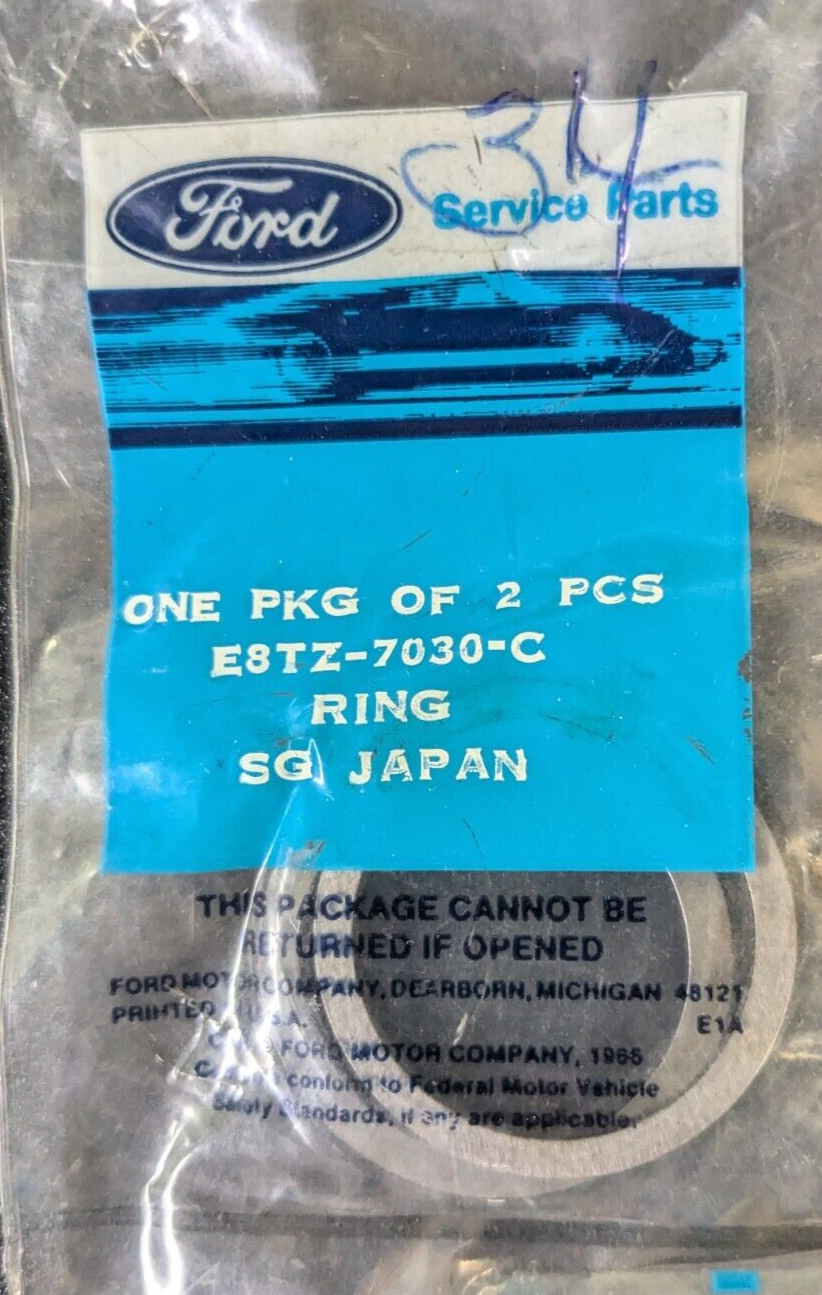 34
Ford
Service Parts
ONE PKG OF 2 PCS
E8TZ-7030-C
RING
SG JAPAN
THIS PACKAGE CANNOT BE
RETURNED IF OPENED
FORD MOTOR COMPANY, DEARBORN, MICHIGAN 48121
PRINTED U.S.A.
E1A
© FORD MOTOR COMPANY, 1985
conform to Federal Motor Vehicle
Safety Standards, if any are applicable.